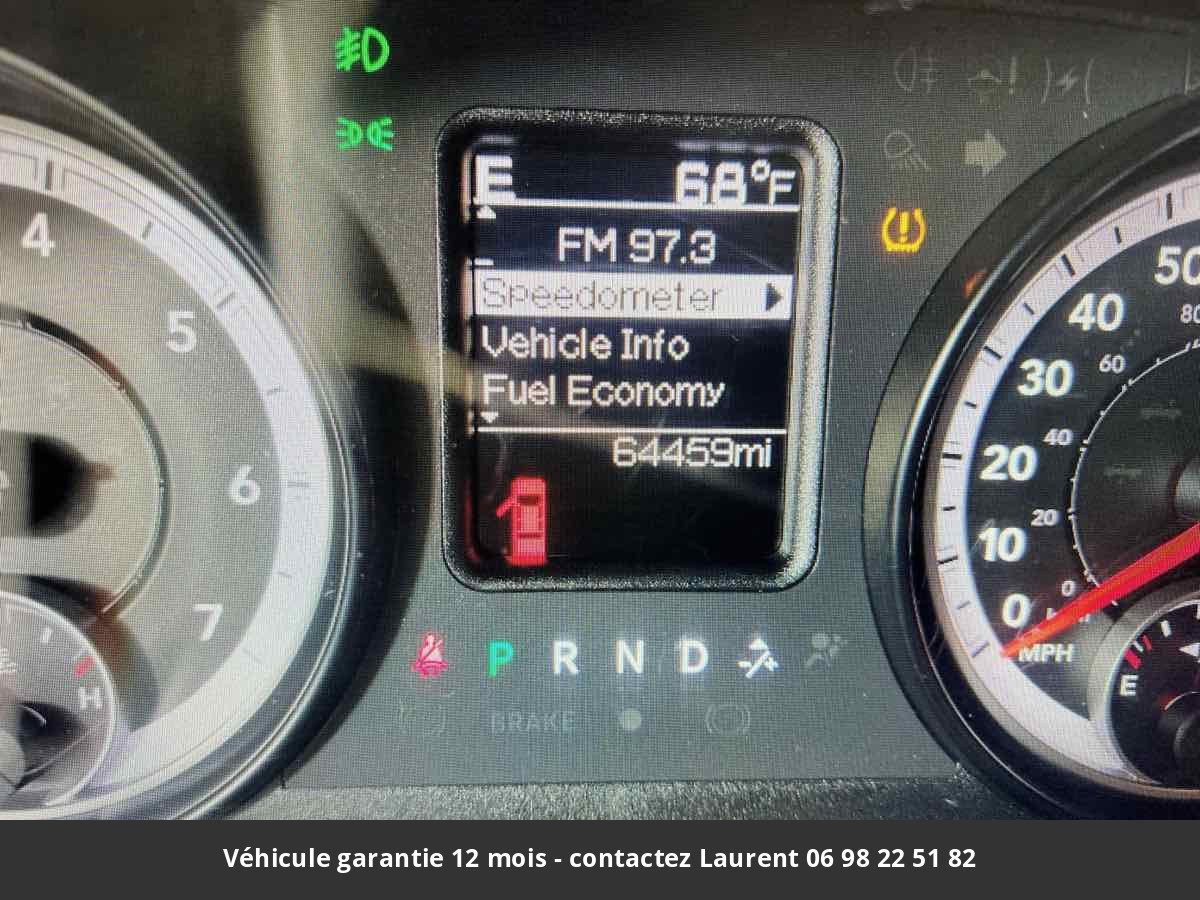 E 68°F
FM 97.3
Speedometer
Vehicle Info
Fuel Economy
64459mi
4
5
6
7
H
50
40
30
20
10
0
MPH
80
60
40
20
0
E
P R N D
BRAKE
Véhicule garantie 12 mois - contactez Laurent 06 98 22 51 82